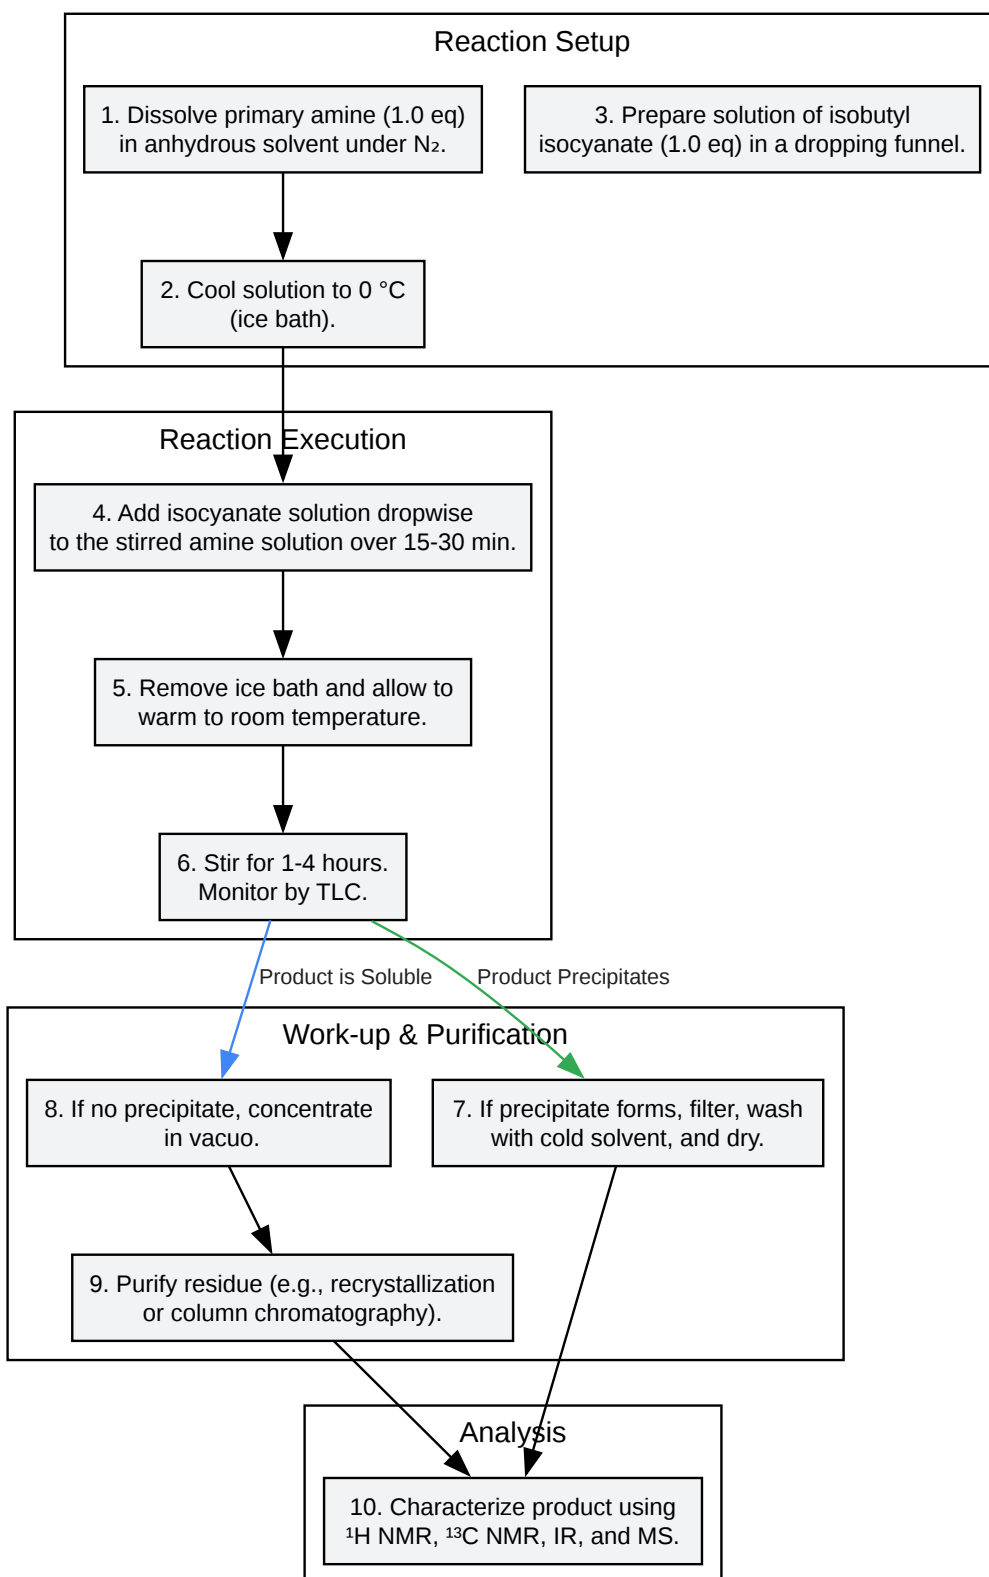 Reaction Setup
1. Dissolve primary amine (1.0 eq)
in anhydrous solvent under N₂.
3. Prepare solution of isobutyl
isocyanate (1.0 eq) in a dropping funnel.
2. Cool solution to 0 °C
(ice bath).
Reaction Execution
4. Add isocyanate solution dropwise
to the stirred amine solution over 15-30 min.
5. Remove ice bath and allow to
warm to room temperature.
6. Stir for 1-4 hours.
Monitor by TLC.
Product is Soluble
Product Precipitates
Work-up & Purification
8. If no precipitate, concentrate
in vacuo.
7. If precipitate forms, filter, wash
with cold solvent, and dry.
9. Purify residue (e.g., recrystallization
or column chromatography).
Analysis
10. Characterize product using
¹H NMR, ¹³C NMR, IR, and MS.